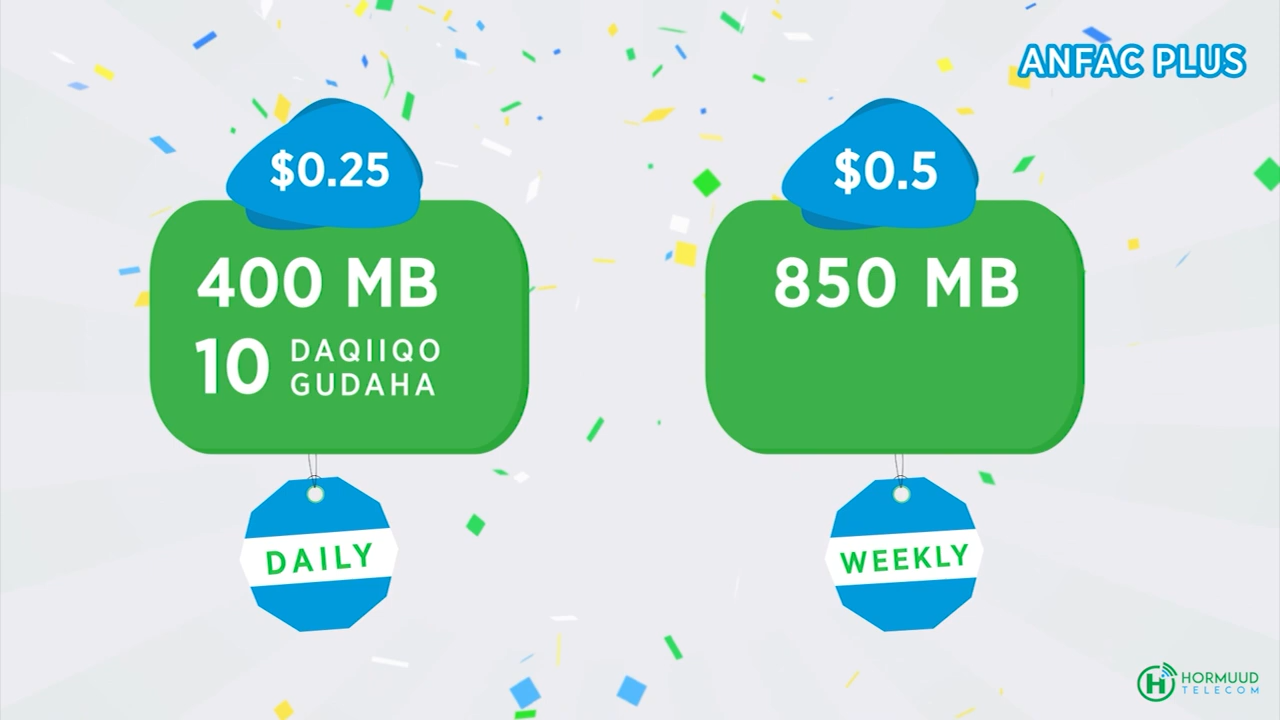 ANFAC PLUS
$0.25
400 MB
10 DAQIIQO
GUDAHA
DAILY
$0.5
850 MB
WEEKLY
HORMUUD
TELECOM